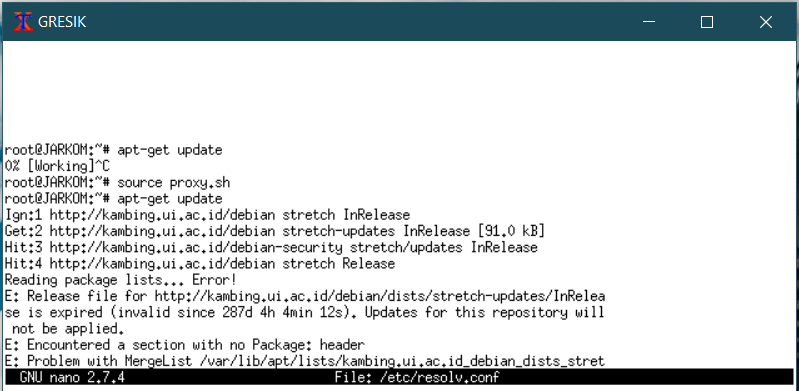 GRESIK
root@JARKOM:~# apt-get update
0% [Working]^C
root@JARKOM:~# source proxy.sh
root@JARKOM:~# apt-get update
Ign:1 http://kambing.ui.ac.id/debian stretch InRelease
Get:2 http://kambing.ui.ac.id/debian stretch-updates InRelease [91.0 kB]
Hit:3 http://kambing.ui.ac.id/debian-security stretch/updates InRelease
Hit:4 http://kambing.ui.ac.id/debian stretch Release
Reading package lists... Error!
E: Release file for http://kambing.ui.ac.id/debian/dists/stretch-updates/InRelea
se is expired (invalid since 287d 4h 4min 12s). Updates for this repository will
 not be applied.
E: Encountered a section with no Package: header
E: Problem with MergeList /var/lib/apt/lists/kambing.ui.ac.id_debian_dists_stret
GNU nano 2.7.4 File: /etc/resolv.conf